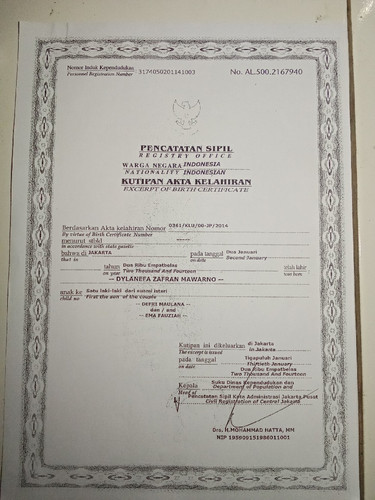 Nomor Induk Kependudukan
Personal Registration Number
3174050201141003
No. AL.500.2167940
PENCATATAN SIPIL
REGISTRY OFFICE
WARGA NEGARA INDONESIA
NATIONALITY INDONESIAN
KUTIPAN AKTA KELAHIRAN
EXCERPT OF BIRTH CERTIFICATE
Berdasarkan Akta kelahiran Nomor 0381/KLU/00-JP/2014
By virtue of Birth Certificate Number
menurut stbld -----
in accordance with state gazette
bahwa di JAKARTA pada tanggal Dua Januari
that in on date Second January
tahun Dua Ribu Empatbelas telah lahir
on year Two Thousand And Fourteen was born
-- DYLANEFA ZAFRAN MAWARNO --
anak ke Satu laki-laki dari suami isteri
child no first the son of the couple
-- DEFRI MAULANA --
dan / and
-- EMA FAUZIAH --
Kutipan ini dikeluarkan di Jakarta
The excerpt is issued in Jakarta
pada tanggal Tigapuluh Januari
on date Thirtieth January
Dua Ribu Empatbelas
Two Thousand And Fourteen
Kepala Suku Dinas Kependudukan dan
Head of Department of Population and
Pencatatan Sipil Kota Administrasi Jakarta Pusat
Civil Registration of Central Jakarta
Drs. H.MOHAMMAD HATTA, MM